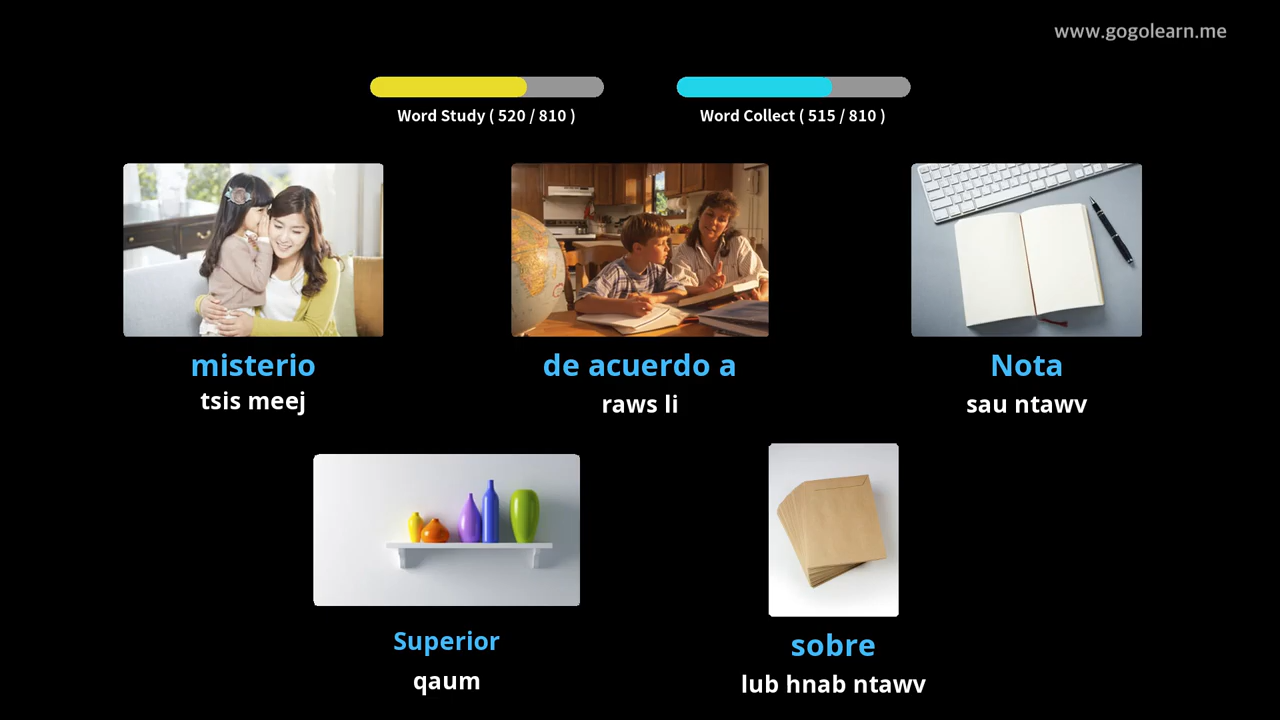 www.gogolearn.me
Word Study ( 520 / 810 )
Word Collect ( 515 / 810 )
misterio
tsis meej
de acuerdo a
raws li
Nota
sau ntawv
Superior
qaum
sobre
lub hnab ntawv